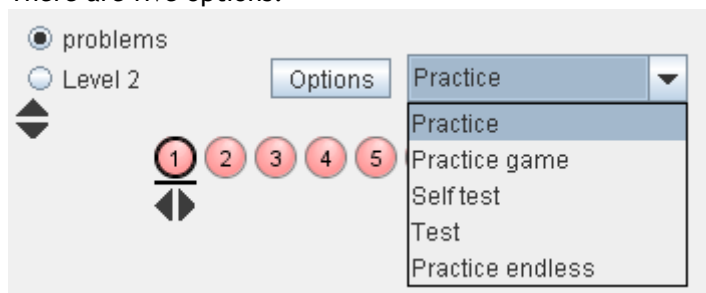 There are five options:
problems
Level 2
Options
Practice
1 2 3 4 5
Practice
Practice game
Self test
Test
Practice endless